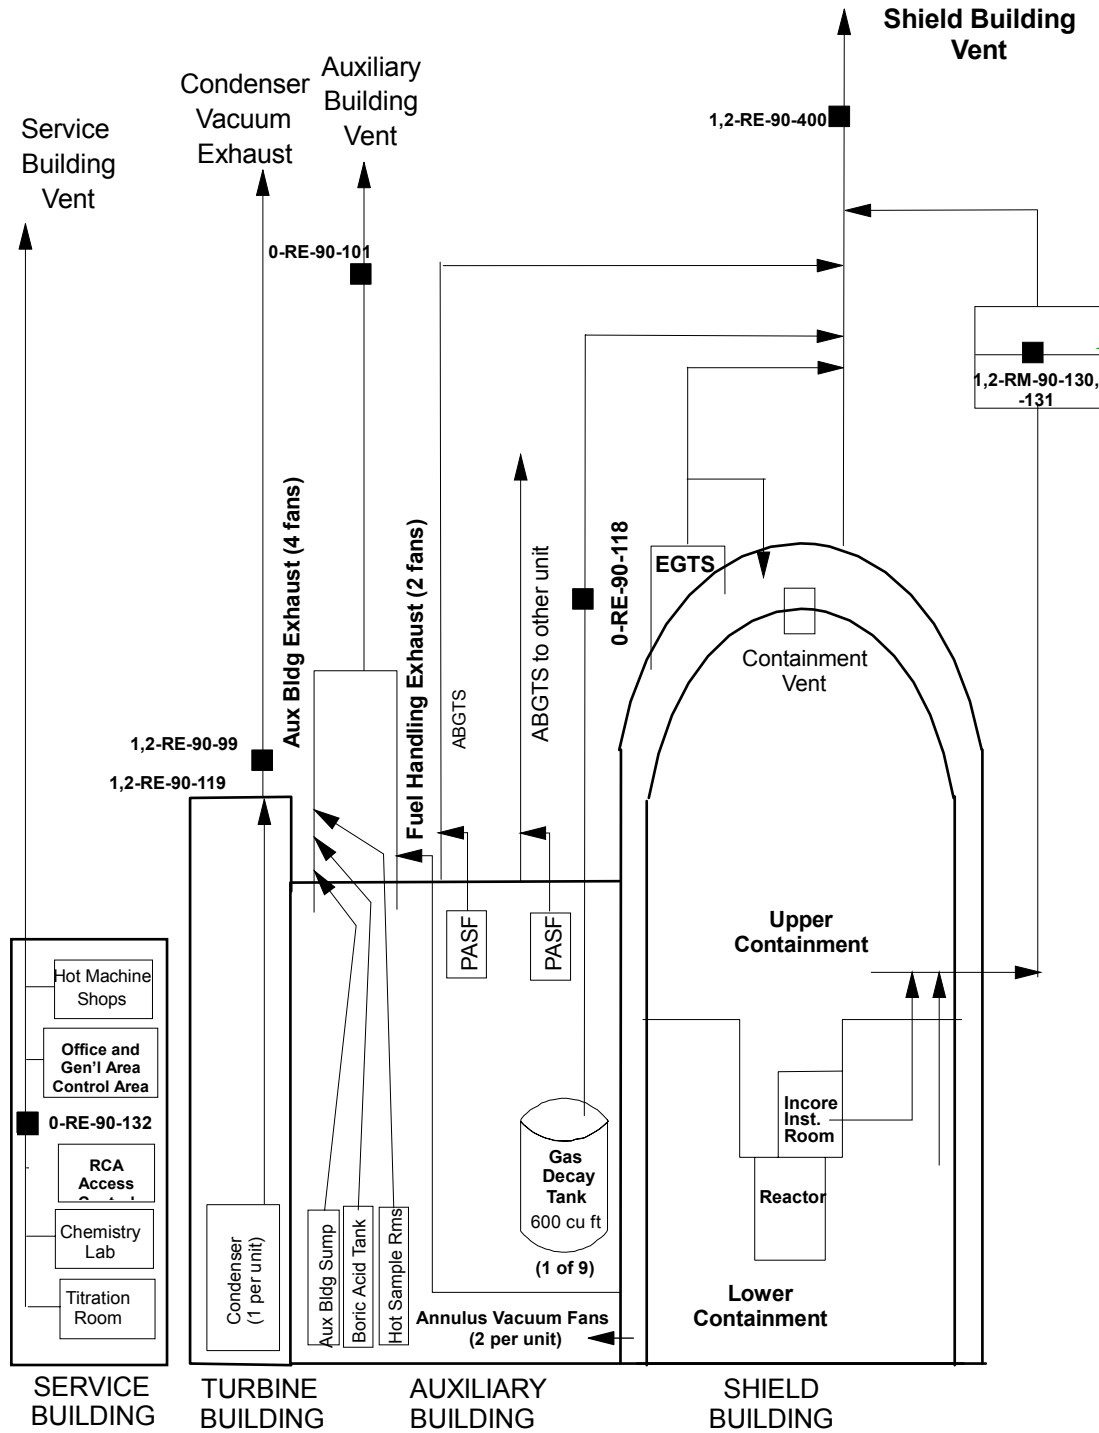 Shield Building
Vent
Condenser
Vacuum
Exhaust
Auxiliary
Building
Vent
Service
Building
Vent
1,2-RE-90-400
0-RE-90-101
1,2-RM-90-130,
-131
Aux Bldg Exhaust (4 fans)
Fuel Handling Exhaust (2 fans)
ABGTS
ABGTS to other unit
0-RE-90-118
EGTS
Containment
Vent
1,2-RE-90-99
1,2-RE-90-119
PASF
PASF
Upper
Containment
Hot Machine
Shops
Office and
Gen'l Area
Control Area
0-RE-90-132
RCA
Access
Chemistry
Lab
Titration
Room
Condenser
(1 per unit)
Aux Bldg Sump
Boric Acid Tank
Hot Sample Rms
Gas
Decay
Tank
600 cu ft
(1 of 9)
Incore
Inst.
Room
Reactor
Lower
Containment
Annulus Vacuum Fans
(2 per unit)
SERVICE
BUILDING
TURBINE
BUILDING
AUXILIARY
BUILDING
SHIELD
BUILDING